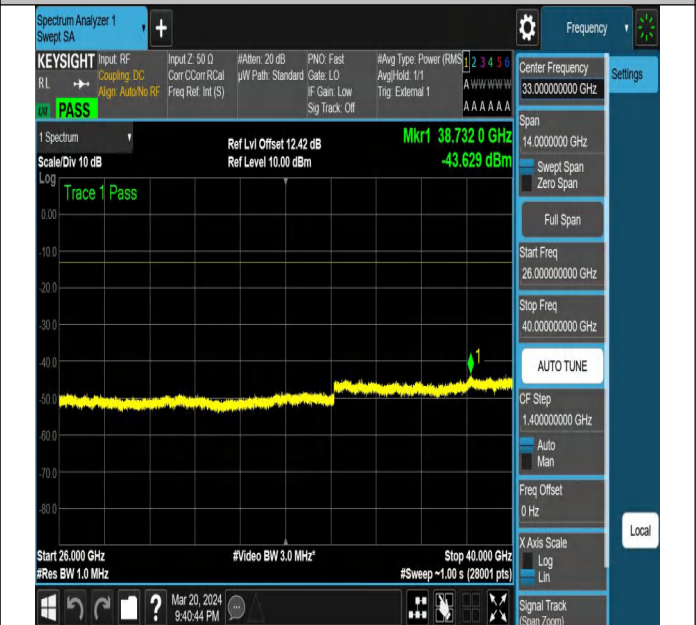 Spectrum Analyzer 1
Swept SA
+
Frequency
KEYSIGHT
Input: RF
Coupling: DC
Align: Auto/No RF
RL
PASS
Input Z: 50 Ω
Corr CCorr RCal
Freq Ref: Int (S)
#Atten: 20 dB
µW Path: Standard
PNO: Fast
Gate: LO
IF Gain: Low
Sig Track: Off
#Avg Type: Power (RMS
Avg|Hold: 1/1
Trig: External 1
1 2 3 4 5 6
A W W W W W
A A A A A A
1 Spectrum
Scale/Div 10 dB
Ref Lvl Offset 12.42 dB
Ref Level 10.00 dBm
Mkr1 38.732 0 GHz
-43.629 dBm
Log
Trace 1 Pass
0.00
-10.0
-20.0
-30.0
-40.0
-50.0
-60.0
-70.0
-80.0
1
Start 26.000 GHz
#Res BW 1.0 MHz
#Video BW 3.0 MHz*
Stop 40.000 GHz
#Sweep ~1.00 s (28001 pts)
Mar 20, 2024
9:40:44 PM
Center Frequency
33.000000000 GHz
Span
14.0000000 GHz
Swept Span
Zero Span
Full Span
Start Freq
26.000000000 GHz
Stop Freq
40.000000000 GHz
AUTO TUNE
CF Step
1.400000000 GHz
Auto
Man
Freq Offset
0 Hz
X Axis Scale
Log
Lin
Signal Track
(Span Zoom)
Settings
Local